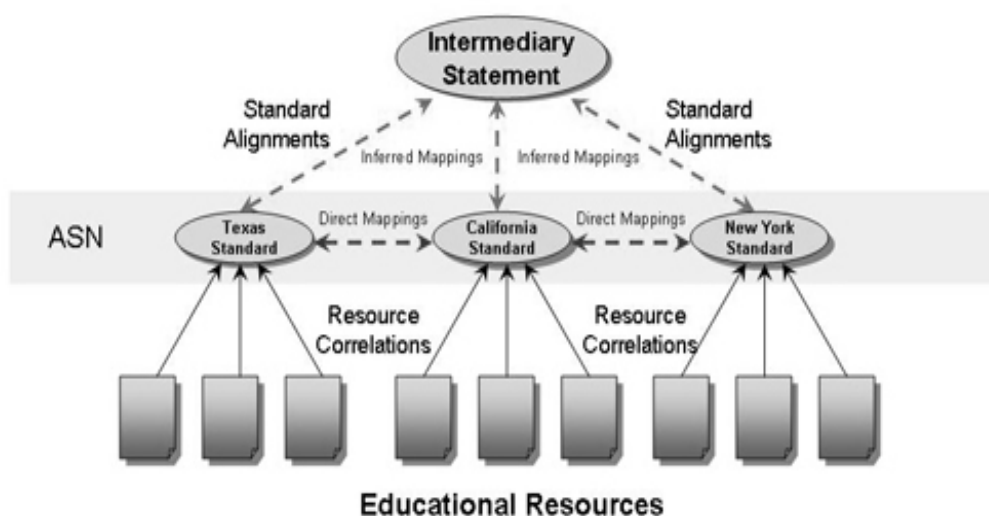 Intermediary
Statement
Standard
Alignments
Standard
Alignments
Inferred Mappings
Inferred Mappings
ASN
Texas
Standard
Direct Mappings
California
Standard
Direct Mappings
New York
Standard
Resource
Correlations
Resource
Correlations
Educational Resources